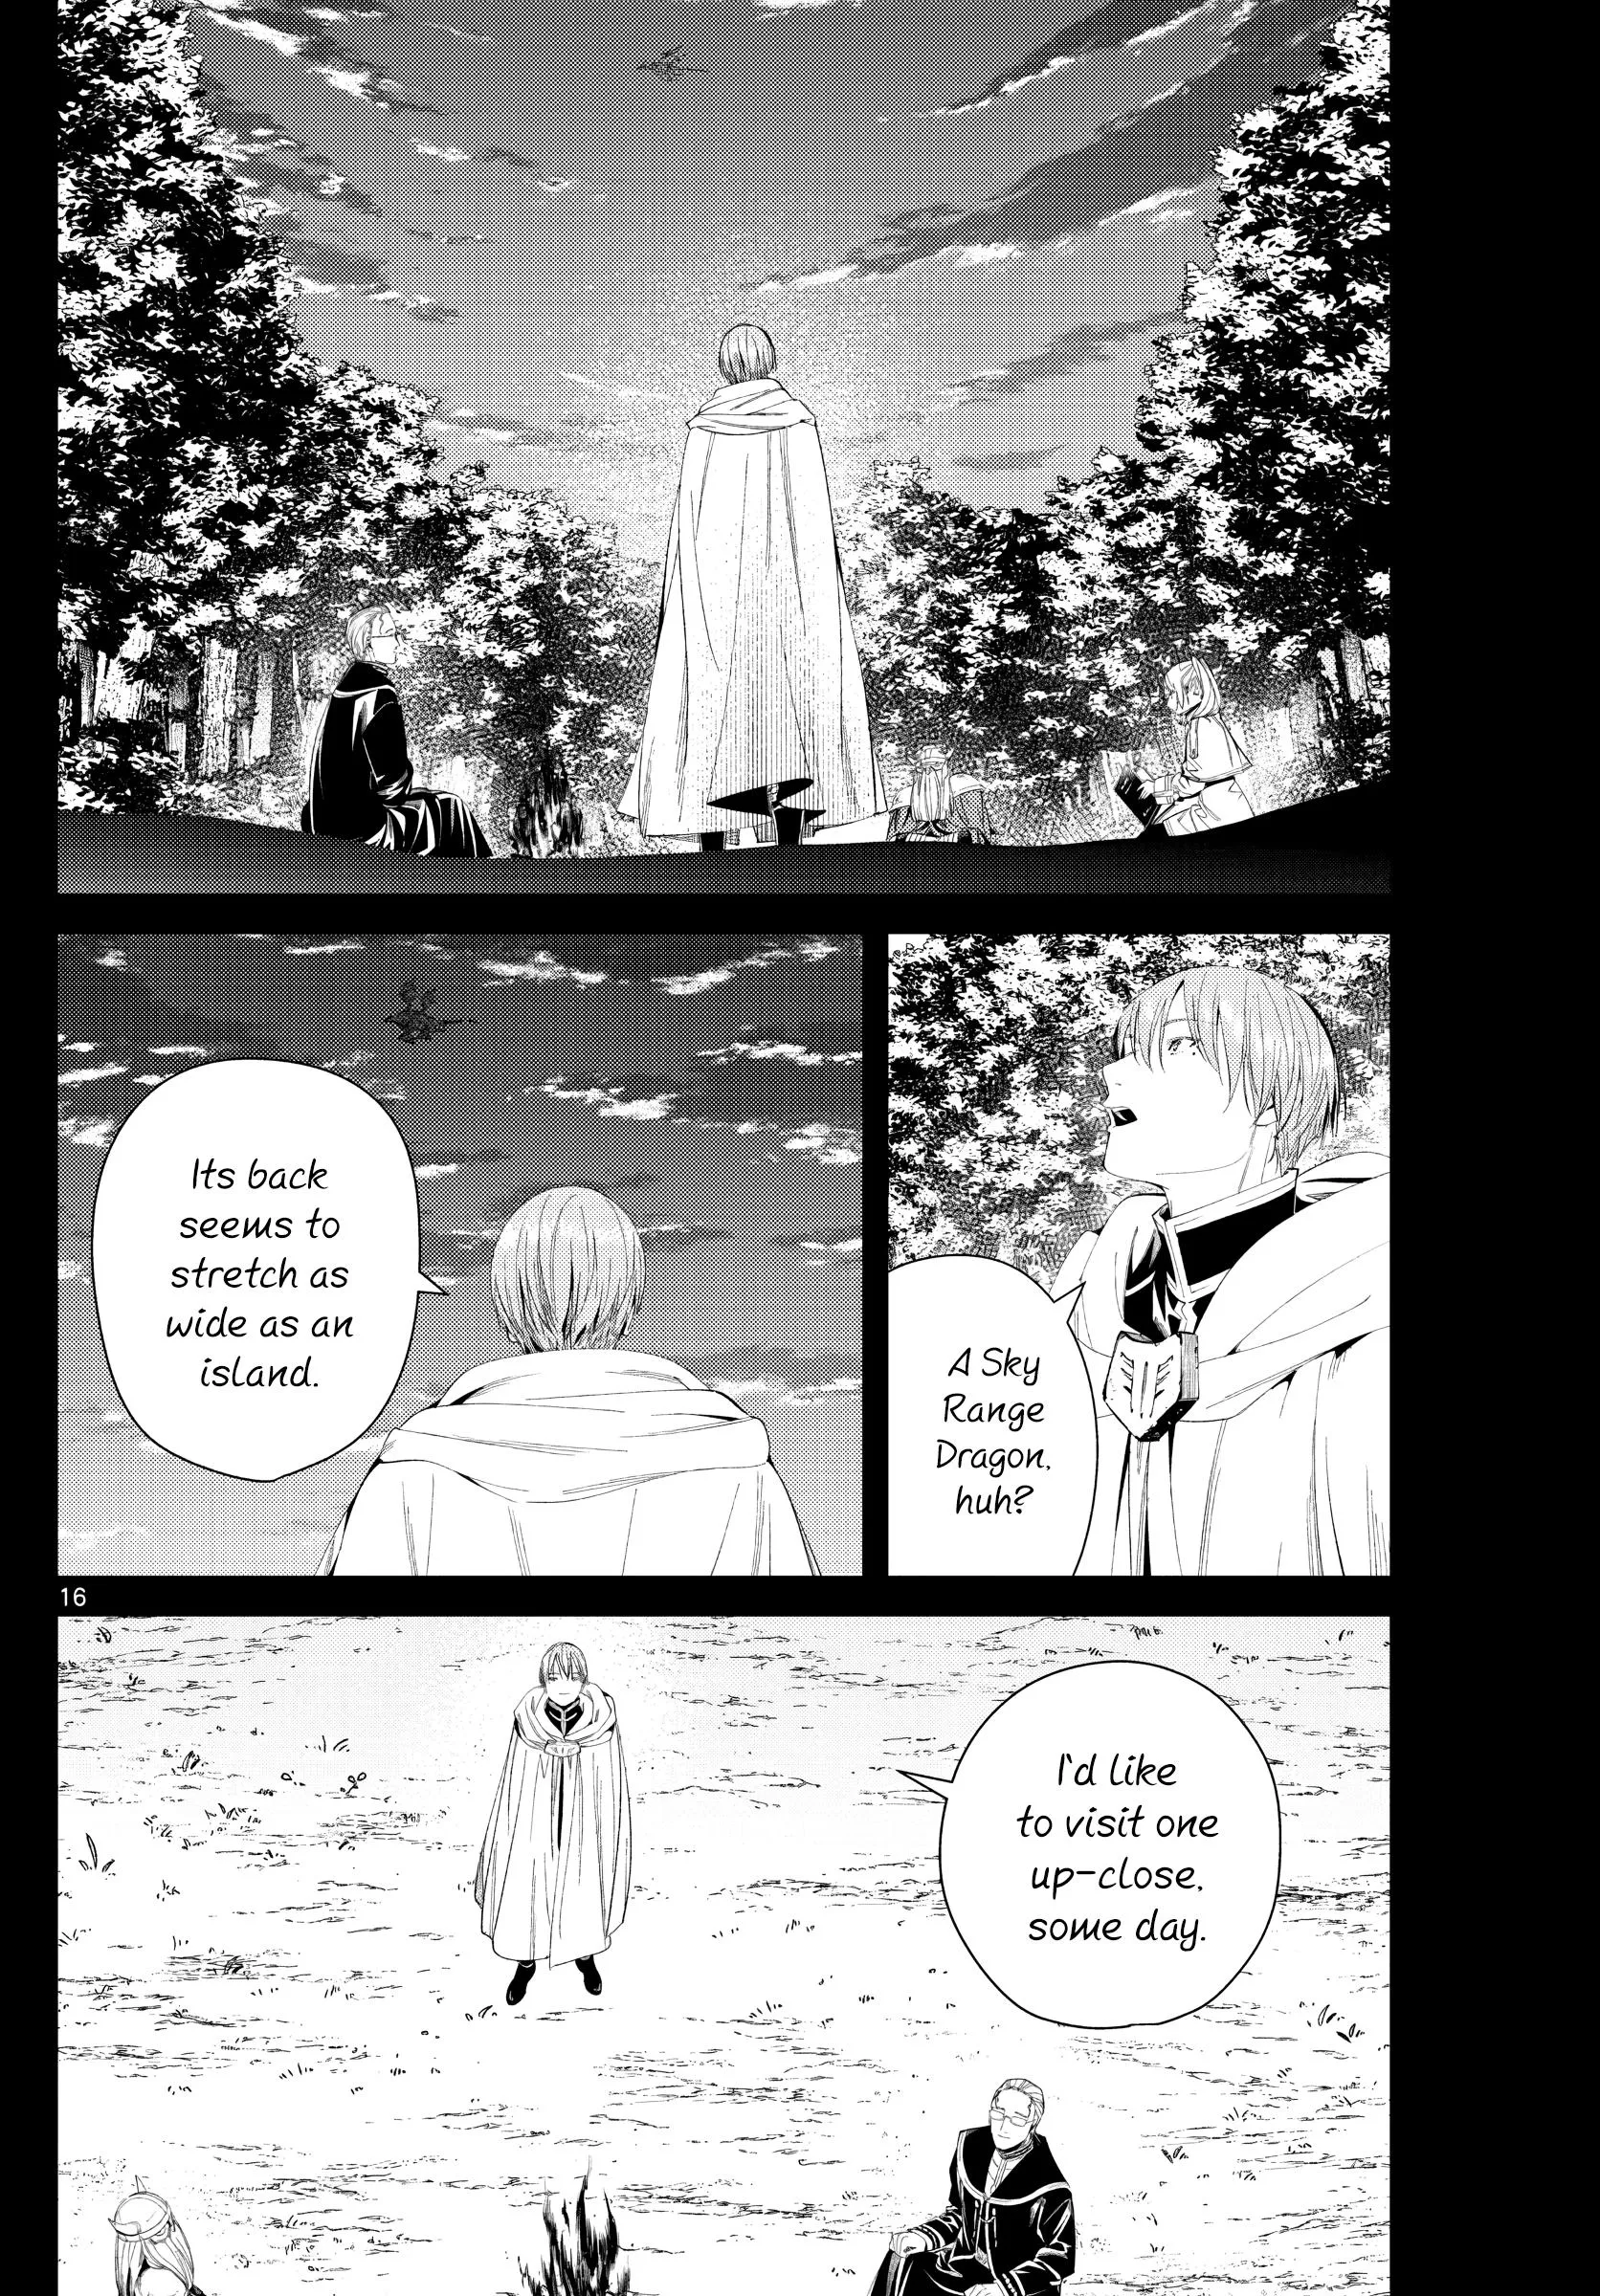 A Sky
Range
Dragon,
huh?
Its back
seems to
stretch as
wide as an
island.
16
I'd like
to visit one
up-close,
some day.